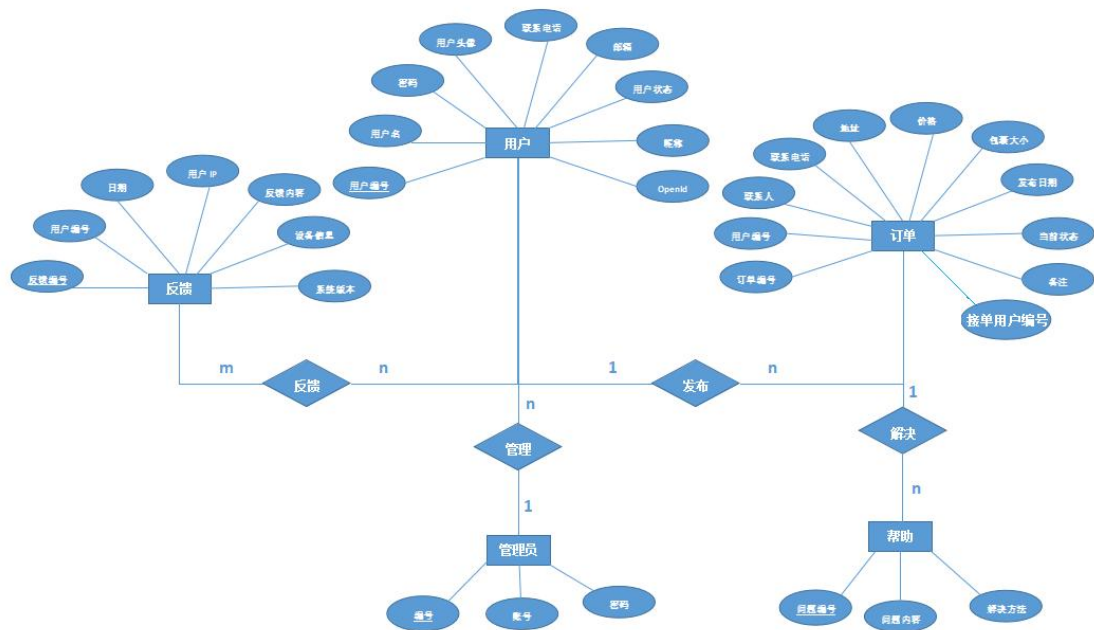 联系电话
用户头像
邮箱
密码
用户状态
用户名
用户
昵称
用户编号
OpenId
地址
价格
包裹大小
联系电话
发布日期
联系人
用户编号
订单
当前状态
订单编号
备注
接单用户编号
用户 IP
日期
反馈内容
用户编号
设备信息
反馈编号
反馈
系统版本
m
反馈
n
1
发布
n
n
管理
1
管理员
编号
账号
密码
1
解决
n
帮助
问题编号
问题内容
解决方法